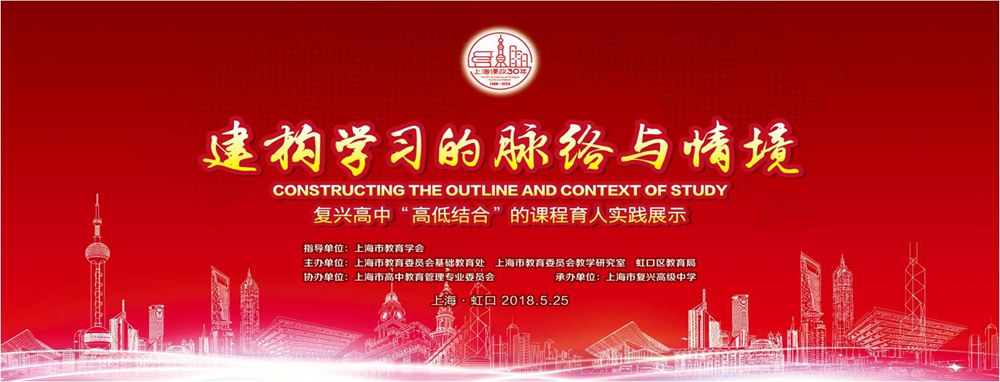 上海课改30年
建构学习的脉络与情境
CONSTRUCTING THE OUTLINE AND CONTEXT OF STUDY
复兴高中“高低结合”的课程育人实践展示
指导单位：上海市教育学会
主办单位：上海市教育委员会基础教育处 上海市教育委员会教学研究室 虹口区教育局
协办单位：上海市高中教育管理专业委员会 承办单位：上海市复兴高级中学
上海·虹口 2018.5.25